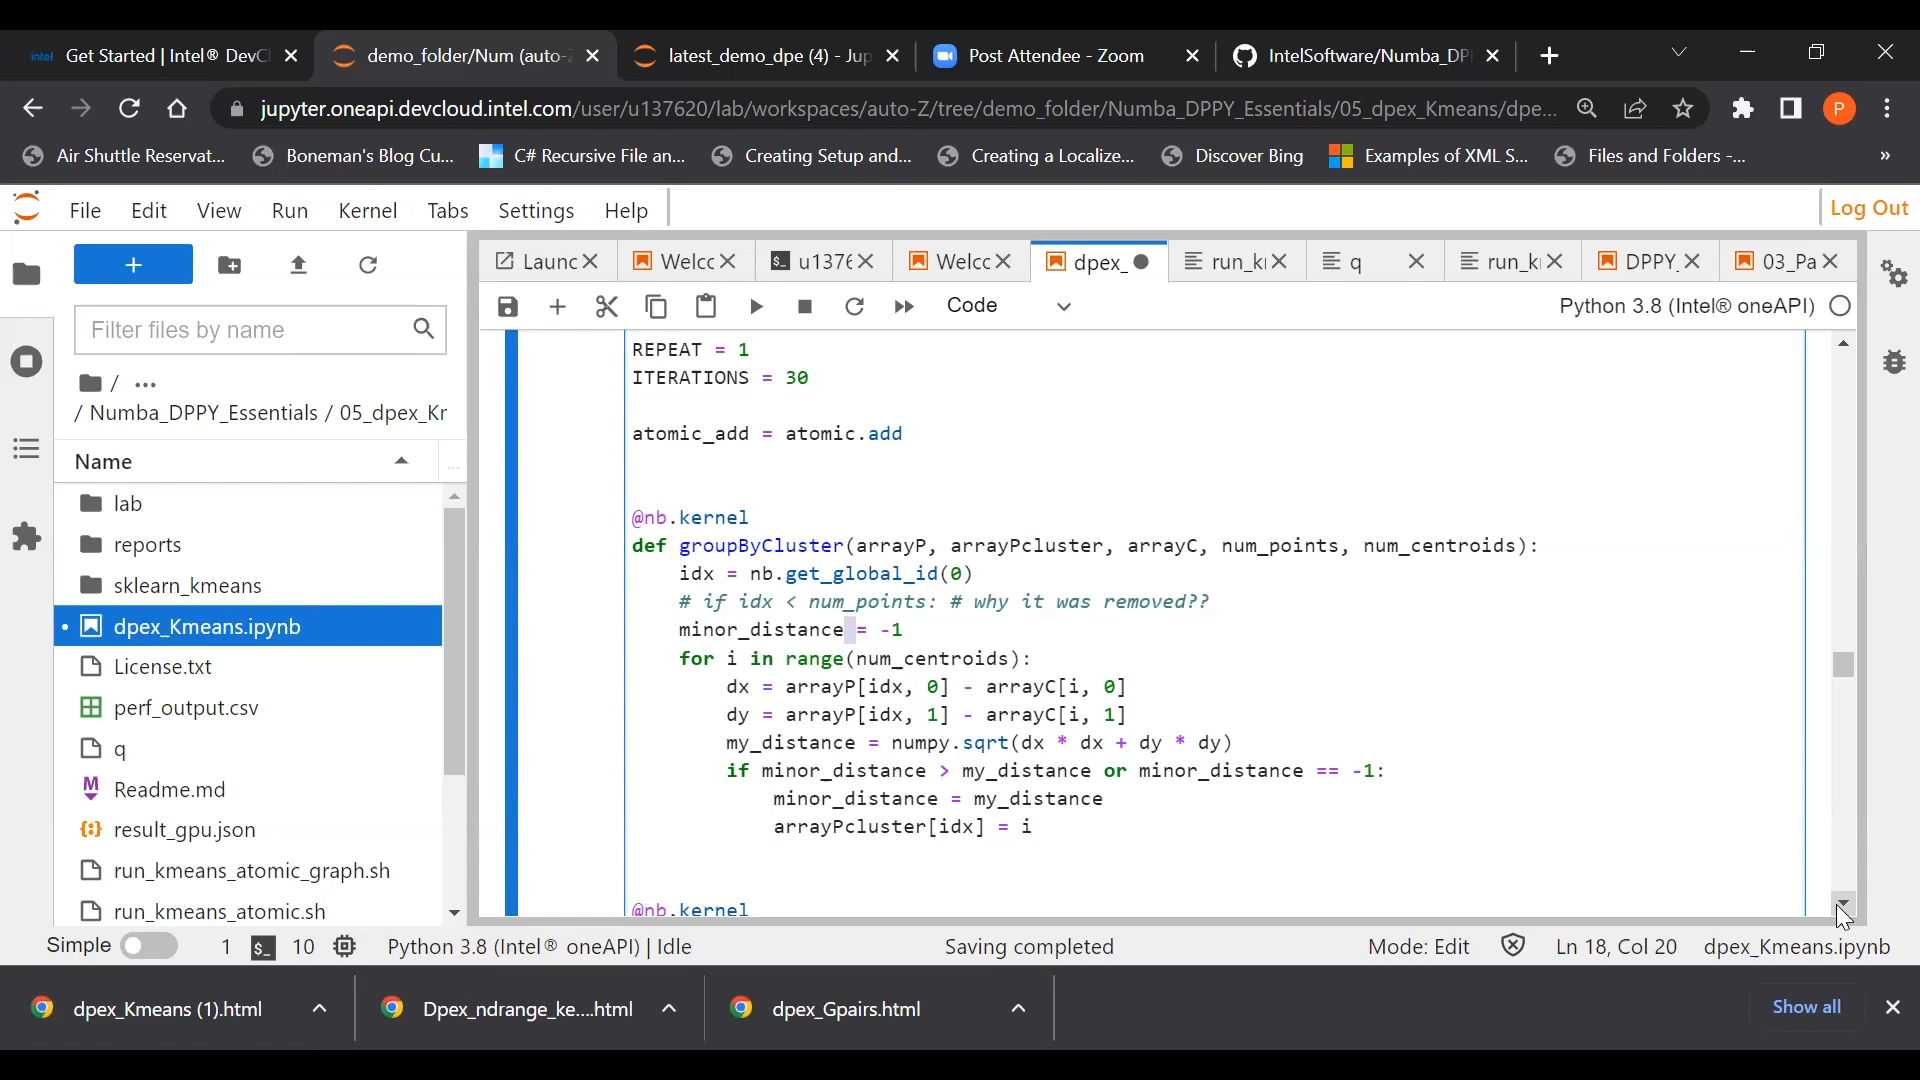 intel Get Started | Intel® DevCl demo_folder/Num (auto-Z latest_demo_dpe (4) - Jup Post Attendee - Zoom IntelSoftware/Numba_DP
jupyter.oneapi.devcloud.intel.com/user/u137620/lab/workspaces/auto-Z/tree/demo_folder/Numba_DPPY_Essentials/05_dpex_Kmeans/dpe... P
Air Shuttle Reservat... Boneman's Blog Cu... C# Recursive File an... Creating Setup and... Creating a Localize... Discover Bing Examples of XML S... Files and Folders -... »
File Edit View Run Kernel Tabs Settings Help Log Out
Launc Welcc u1376 Welcc dpex_ run_k q run_k DPPY_ 03_Pa
Code Python 3.8 (Intel® oneAPI)
Filter files by name
/ ...
/ Numba_DPPY_Essentials / 05_dpex_Kr
Name
lab
reports
sklearn_kmeans
dpex_Kmeans.ipynb
License.txt
perf_output.csv
q
Readme.md
result_gpu.json
run_kmeans_atomic_graph.sh
run_kmeans_atomic.sh
REPEAT = 1
ITERATIONS = 30
atomic_add = atomic.add
@nb.kernel
def groupByCluster(arrayP, arrayPcluster, arrayC, num_points, num_centroids):
idx = nb.get_global_id(0)
# if idx < num_points: # why it was removed??
minor_distance = -1
for i in range(num_centroids):
dx = arrayP[idx, 0] - arrayC[i, 0]
dy = arrayP[idx, 1] - arrayC[i, 1]
my_distance = numpy.sqrt(dx * dx + dy * dy)
if minor_distance > my_distance or minor_distance == -1:
minor_distance = my_distance
arrayPcluster[idx] = i
@nb.kernel
Simple 1 $_ 10 Python 3.8 (Intel® oneAPI) | Idle Saving completed Mode: Edit Ln 18, Col 20 dpex_Kmeans.ipynb
dpex_Kmeans (1).html Dpex_ndrange_ke....html dpex_Gpairs.html Show all